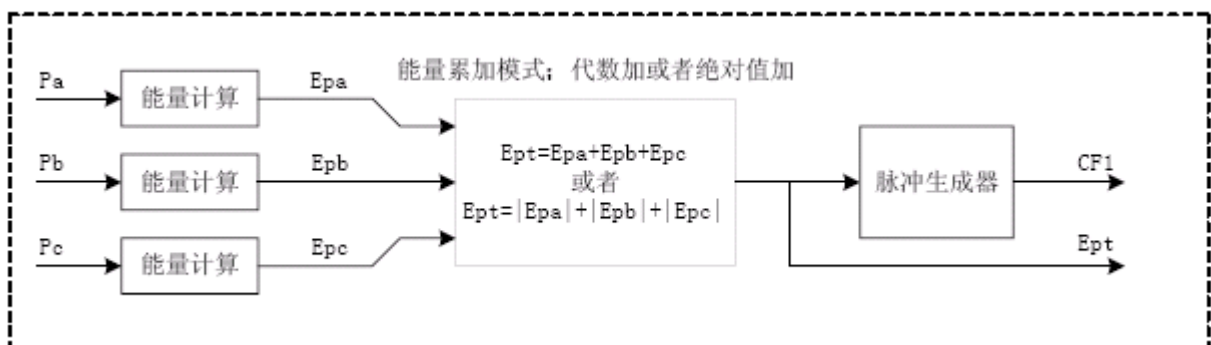 能量累加模式；代数加或者绝对值加
Pa
能量计算
Epa
Pb
能量计算
Epb
Pc
能量计算
Epc
Ept=Epa+Epb+Epc
或者
Ept=|Epa|+|Epb|+|Epc|
脉冲生成器
CF1
Ept